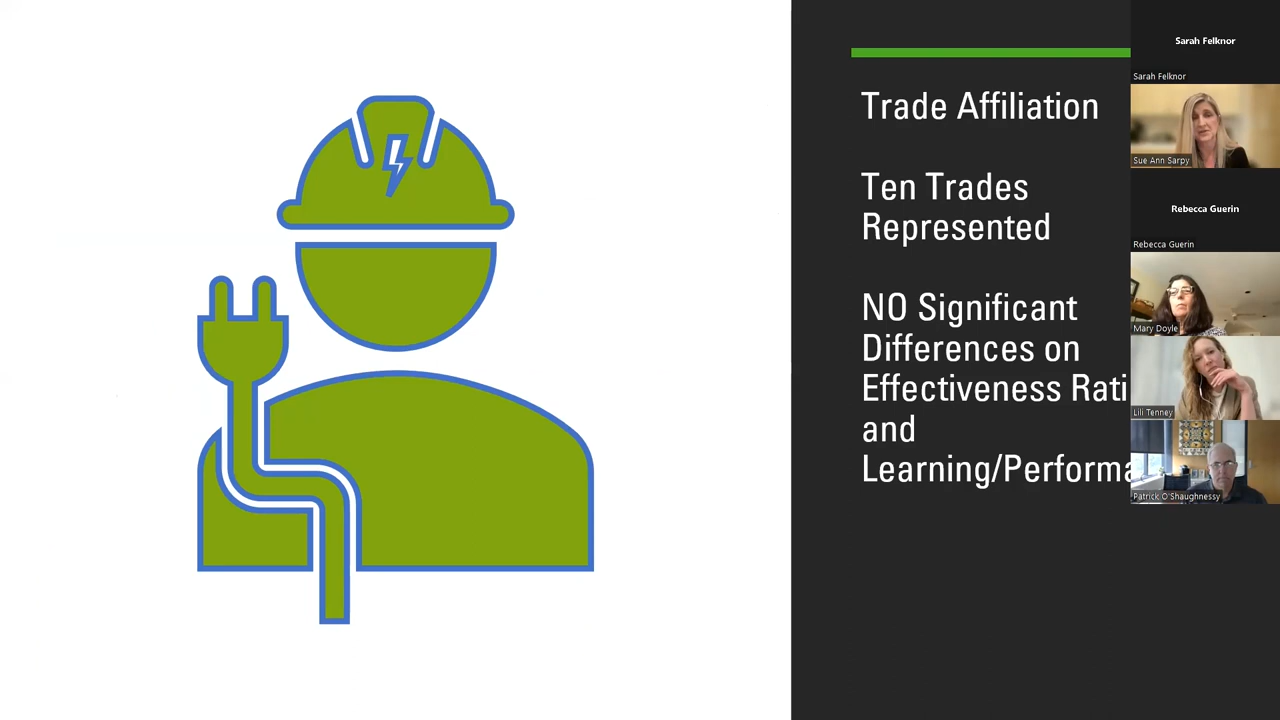 Trade Affiliation
Ten Trades
Represented
NO Significant
Differences on
Effectiveness Rati
and
Learning/Performa
Sarah Felknor
Sarah Felknor
Sue Ann Sarpy
Rebecca Guerin
Rebecca Guerin
Mary Doyle
Lili Tenney
Patrick O'Shaughnessy